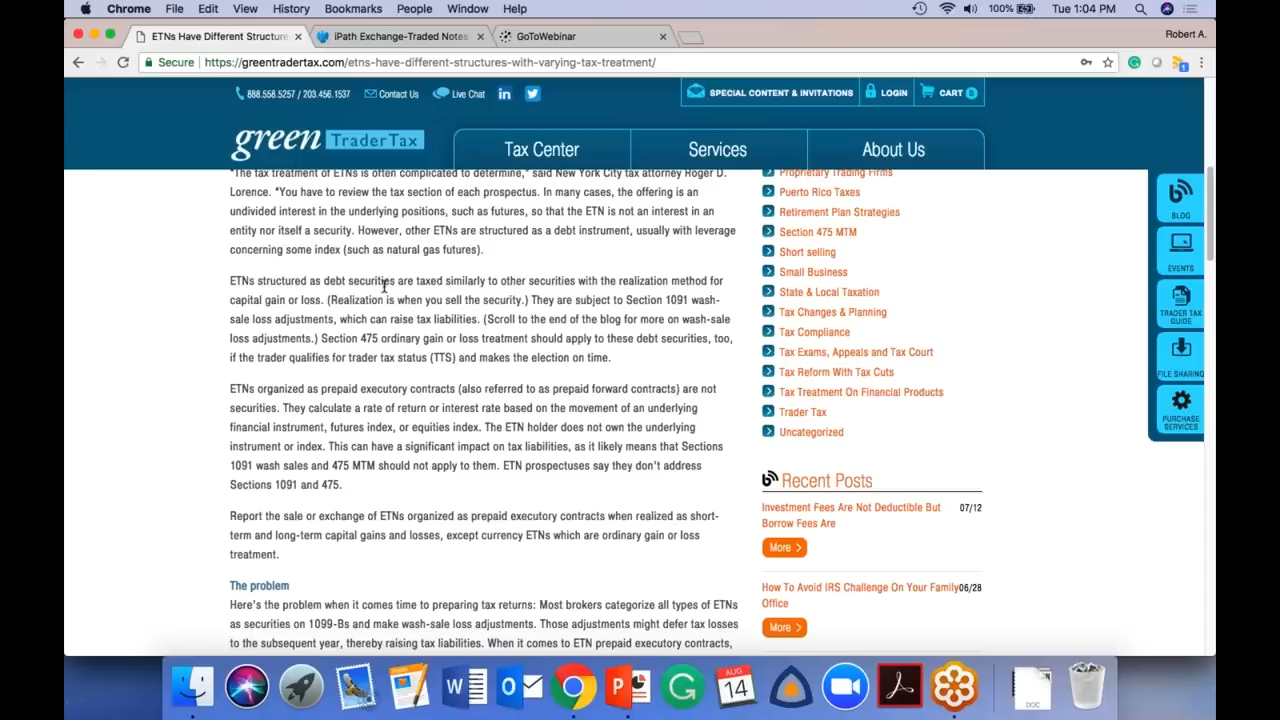 Chrome File Edit View History Bookmarks People Window Help 100% Tue 1:04 PM
ETNs Have Different Structure × iPath Exchange-Traded Notes × GoToWebinar × Robert A.
Secure https://greentradertax.com/etns-have-different-structures-with-varying-tax-treatment/
888.558.5257 / 203.456.1537 Contact Us Live Chat in SPECIAL CONTENT & INVITATIONS LOGIN CART 0
green TraderTax Tax Center Services About Us
"The tax treatment of ETNs is often complicated to determine," said New York City tax attorney Roger D.
Lorence. "You have to review the tax section of each prospectus. In many cases, the offering is an
undivided interest in the underlying positions, such as futures, so that the ETN is not an interest in an
entity nor itself a security. However, other ETNs are structured as a debt instrument, usually with leverage
concerning some index (such as natural gas futures).
ETNs structured as debt securities are taxed similarly to other securities with the realization method for
capital gain or loss. (Realization is when you sell the security.) They are subject to Section 1091 wash-
sale loss adjustments, which can raise tax liabilities. (Scroll to the end of the blog for more on wash-sale
loss adjustments.) Section 475 ordinary gain or loss treatment should apply to these debt securities, too,
if the trader qualifies for trader tax status (TTS) and makes the election on time.
ETNs organized as prepaid executory contracts (also referred to as prepaid forward contracts) are not
securities. They calculate a rate of return or interest rate based on the movement of an underlying
financial instrument, futures index, or equities index. The ETN holder does not own the underlying
instrument or index. This can have a significant impact on tax liabilities, as it likely means that Sections
1091 wash sales and 475 MTM should not apply to them. ETN prospectuses say they don't address
Sections 1091 and 475.
Report the sale or exchange of ETNs organized as prepaid executory contracts when realized as short-
term and long-term capital gains and losses, except currency ETNs which are ordinary gain or loss
treatment.
The problem
Here's the problem when it comes time to preparing tax returns: Most brokers categorize all types of ETNs
as securities on 1099-Bs and make wash-sale loss adjustments. Those adjustments might defer tax losses
to the subsequent year, thereby raising tax liabilities. When it comes to ETN prepaid executory contracts,
Proprietary Trading Firms
Puerto Rico Taxes
Retirement Plan Strategies
Section 475 MTM
Short selling
Small Business
State & Local Taxation
Tax Changes & Planning
Tax Compliance
Tax Exams, Appeals and Tax Court
Tax Reform With Tax Cuts
Tax Treatment On Financial Products
Trader Tax
Uncategorized
Recent Posts
Investment Fees Are Not Deductible But 07/12
Borrow Fees Are
More >
How To Avoid IRS Challenge On Your Family 06/28
Office
More >
BLOG
EVENTS
TRADER TAX
GUIDE
FILE SHARING
PURCHASE
SERVICES
W
O
P
G
AUG
14
DOC